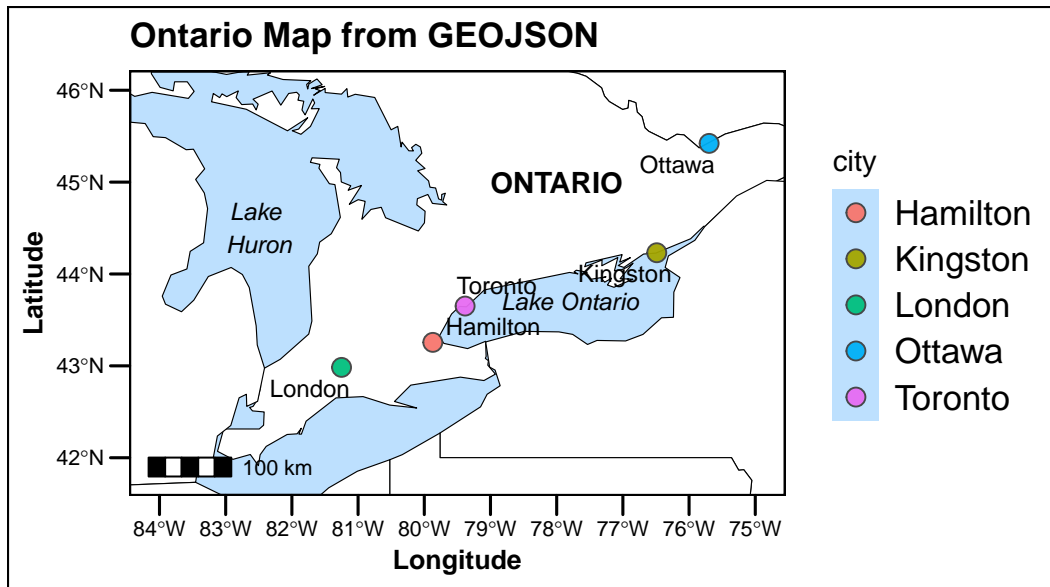 Ontario Map from GEOJSON
46°N
45°N
44°N
43°N
42°N
Latitude
Ottawa
ONTARIO
Lake
Huron
Kingston
Toronto
Lake Ontario
Hamilton
London
100 km
84°W
83°W
82°W
81°W
80°W
79°W
78°W
77°W
76°W
75°W
Longitude
city
Hamilton
Kingston
London
Ottawa
Toronto